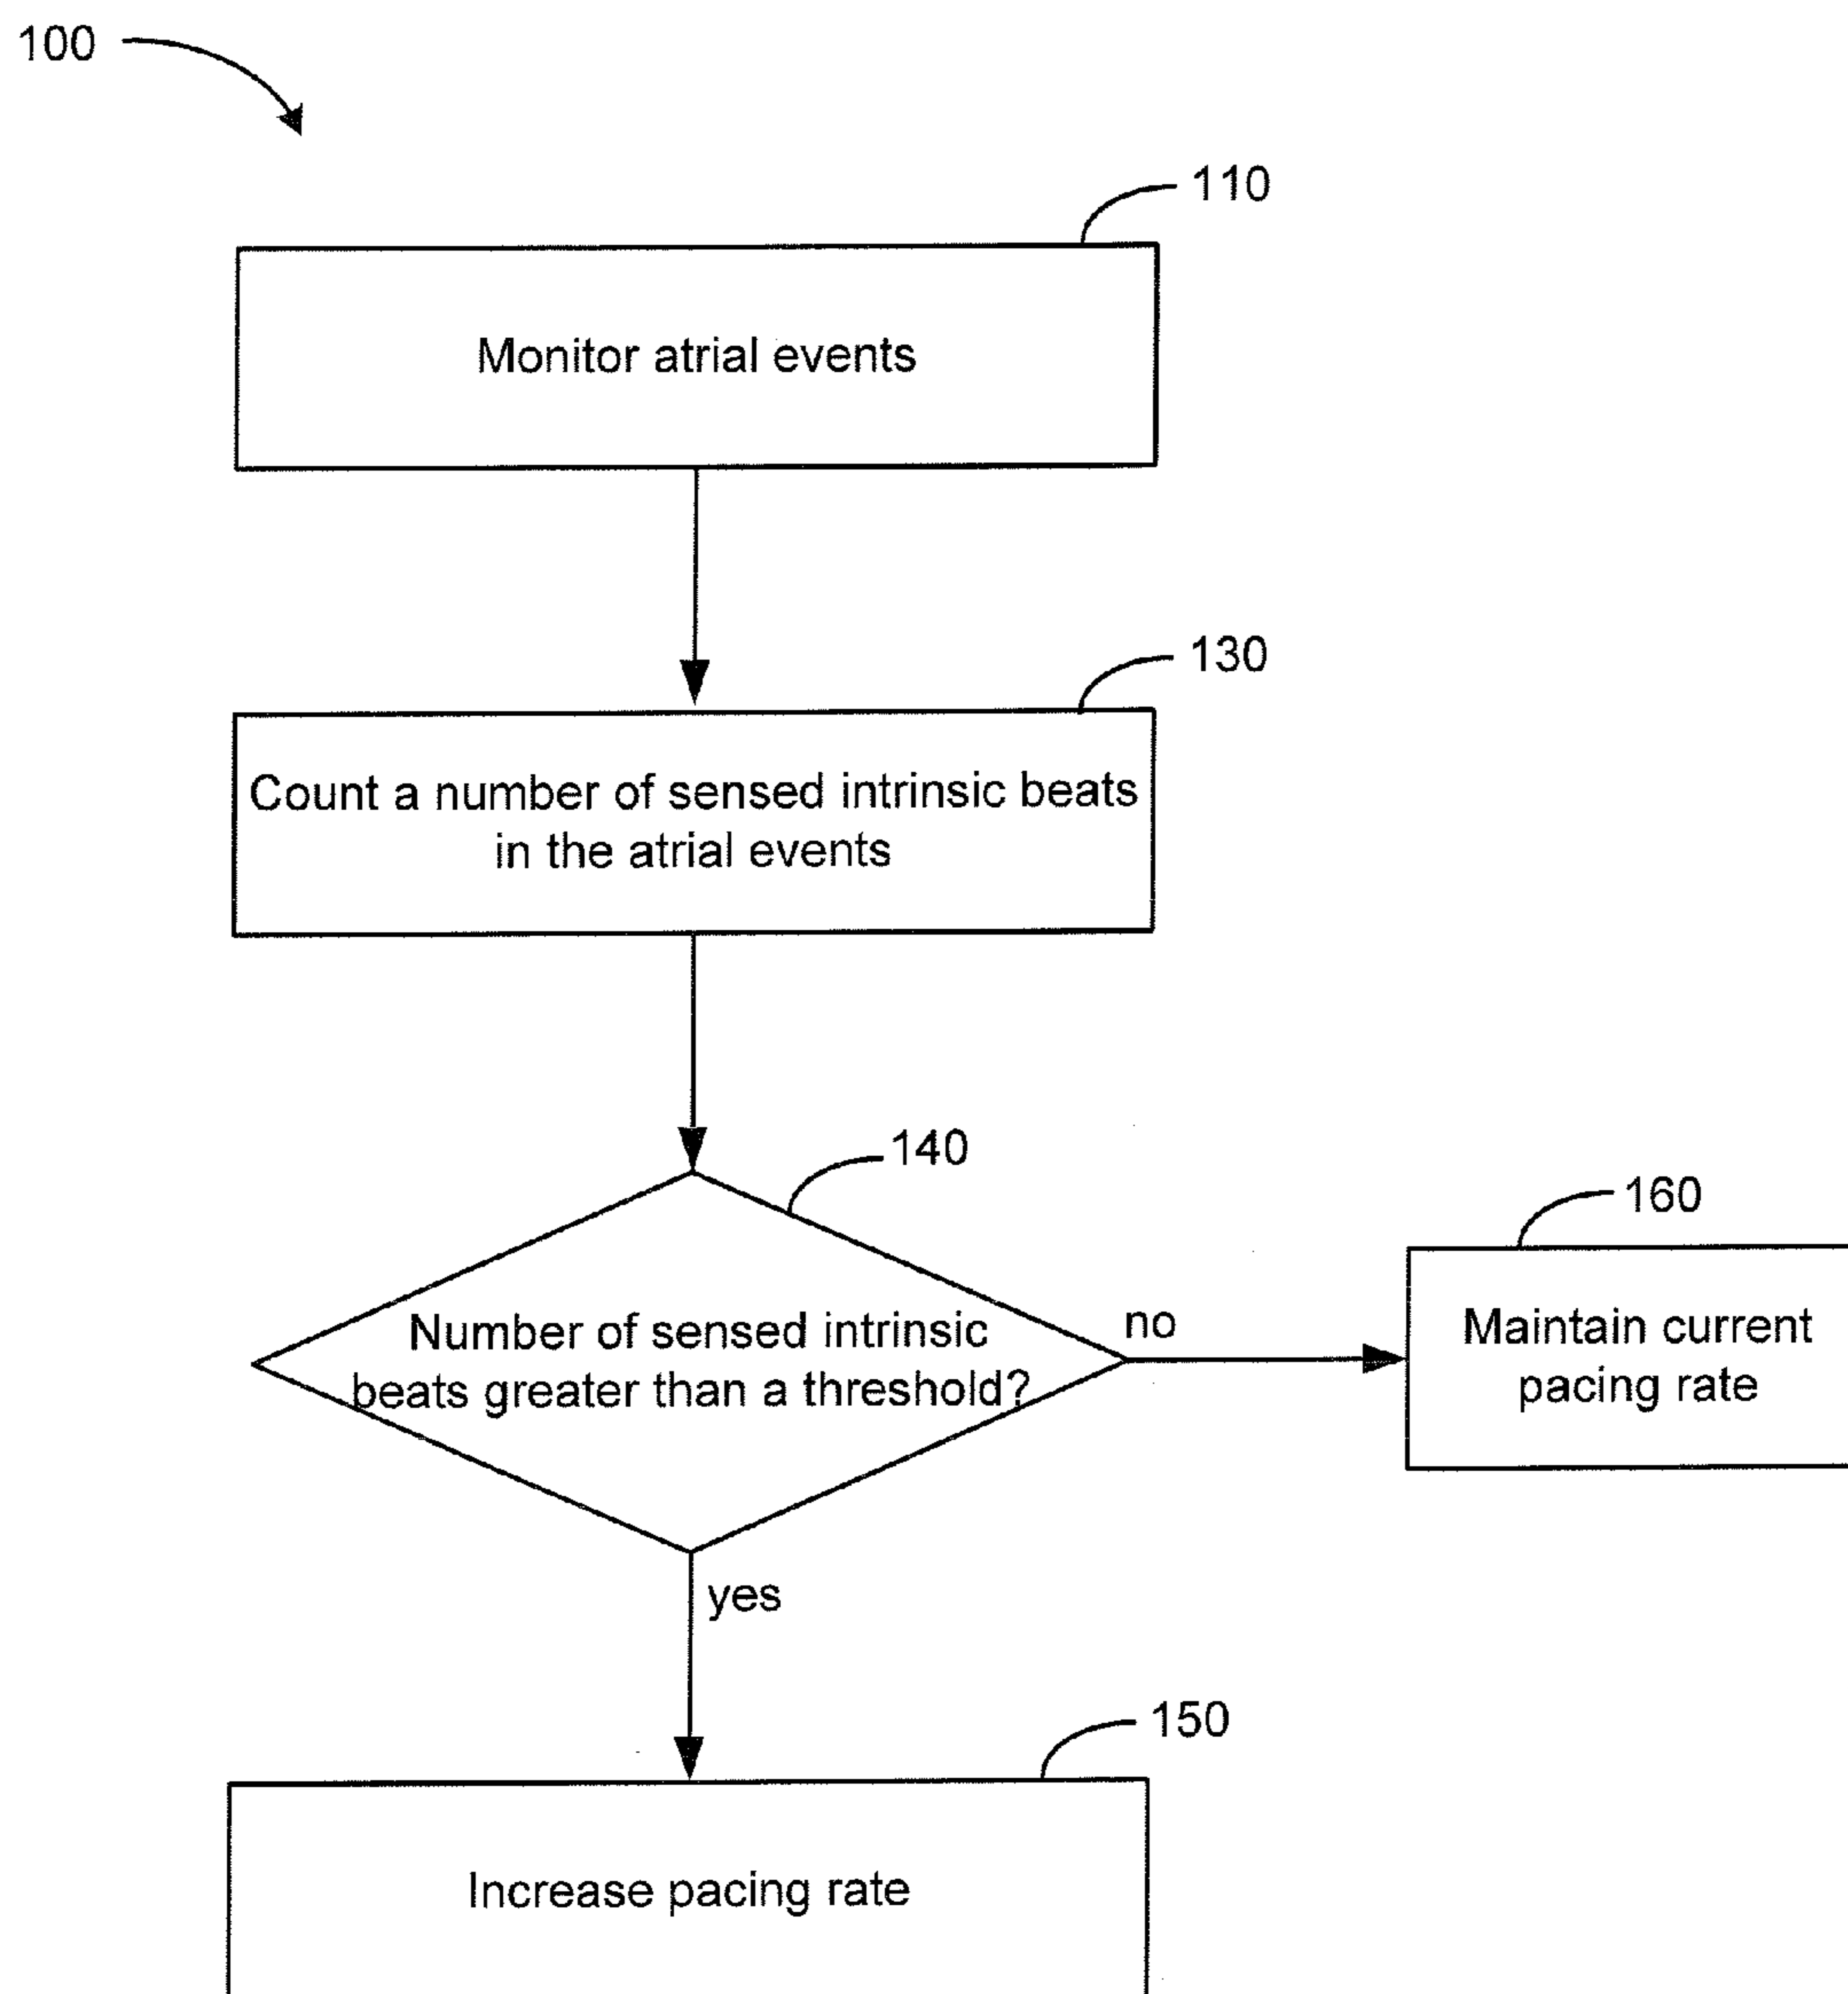 100
110
Monitor atrial events
130
Count a number of sensed intrinsic beats
in the atrial events
140
160
Number of sensed intrinsic
beats greater than a threshold?
no
Maintain current
pacing rate
yes
150
Increase pacing rate